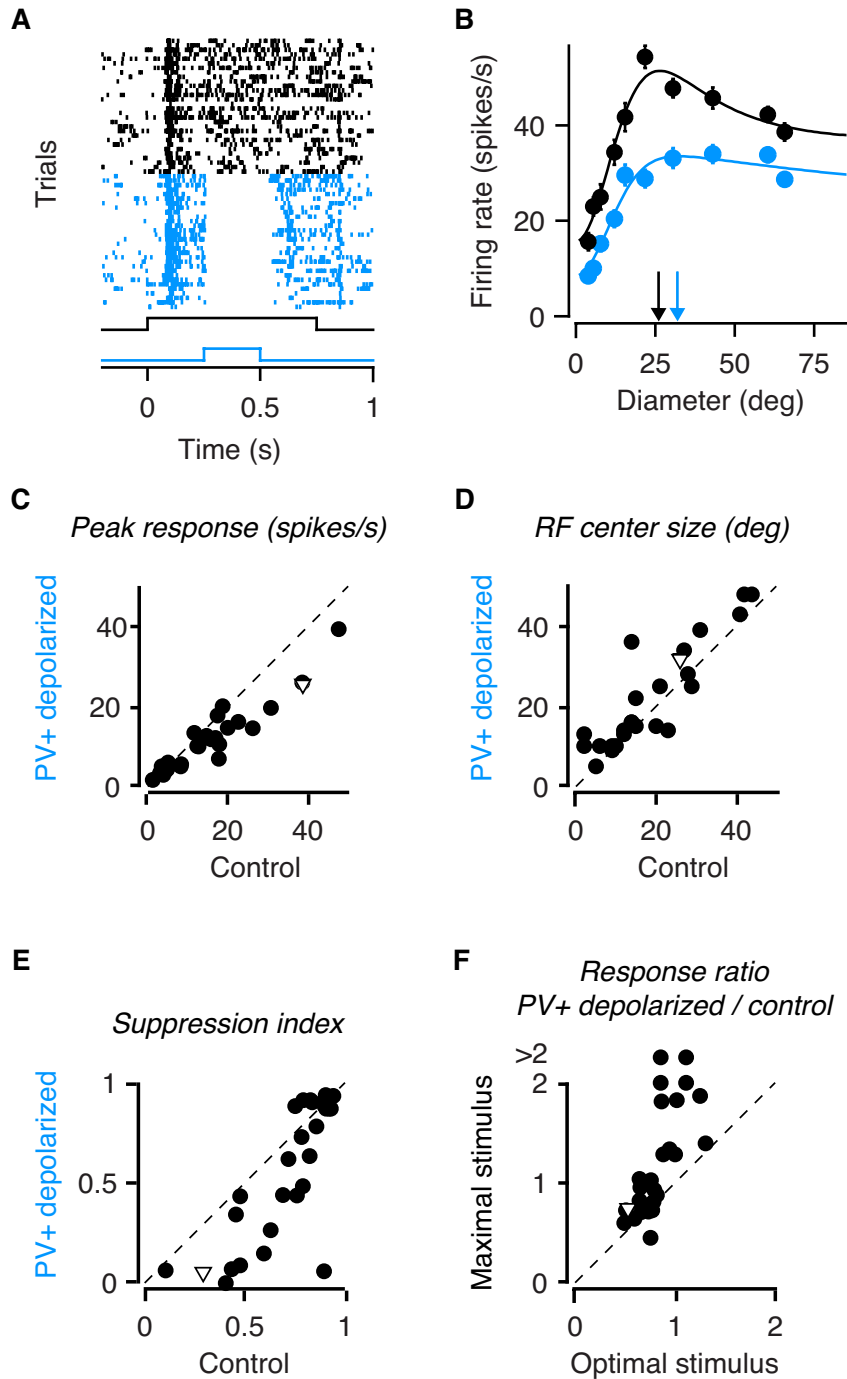 A
Trials
0
0.5
1
Time (s)
B
Firing rate (spikes/s)
40
20
0
0
25
50
75
Diameter (deg)
C
Peak response (spikes/s)
PV+ depolarized
40
20
0
0
20
40
Control
D
RF center size (deg)
PV+ depolarized
40
20
0
0
20
40
Control
E
Suppression index
PV+ depolarized
1
0.5
0
0
0.5
1
Control
F
Response ratio
PV+ depolarized / control
Maximal stimulus
>2
2
1
0
0
1
2
Optimal stimulus